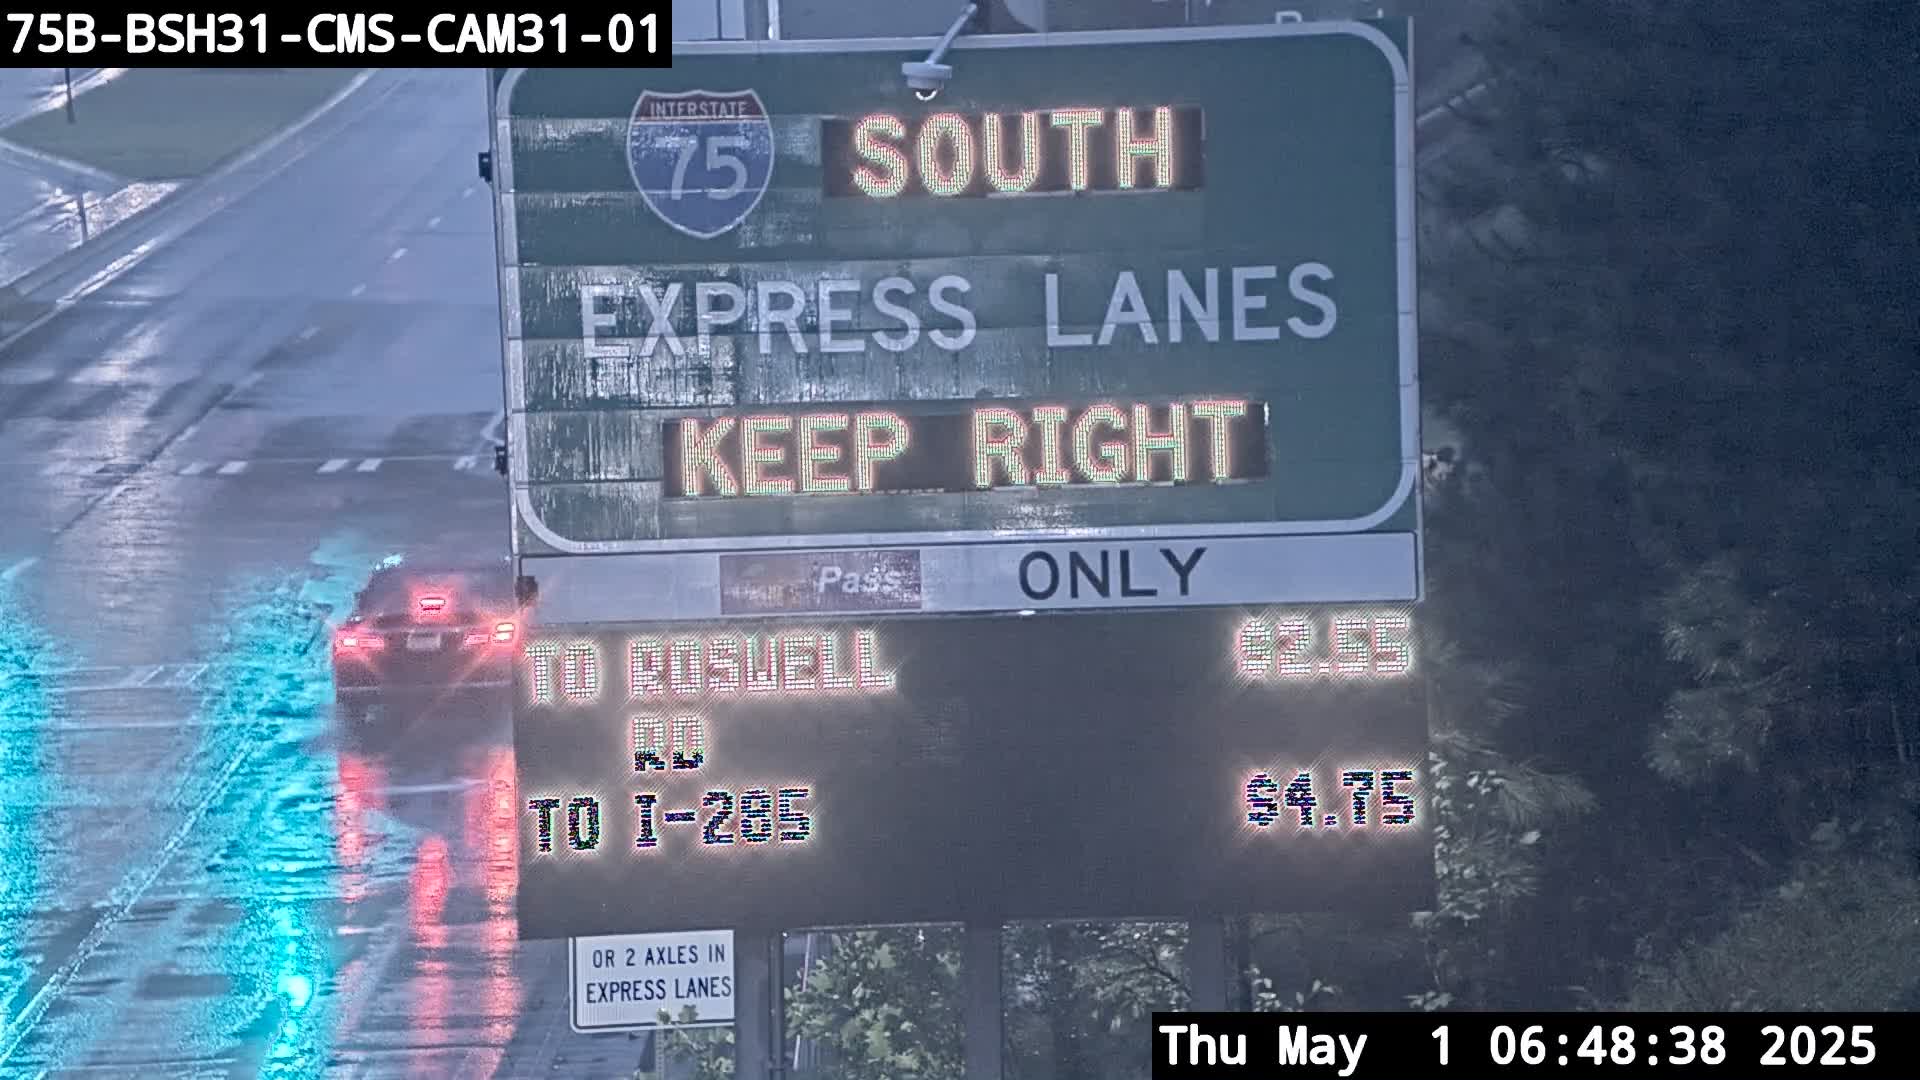 75B-BSH31-CMS-CAM31-01
INTERSTATE
75
SOUTH
EXPRESS LANES
KEEP RIGHT
Pass ONLY
TO ROSWELL $2.55
RD
TO I-285 $4.75
OR 2 AXLES IN
EXPRESS LANES
Thu May 1 06:48:38 2025